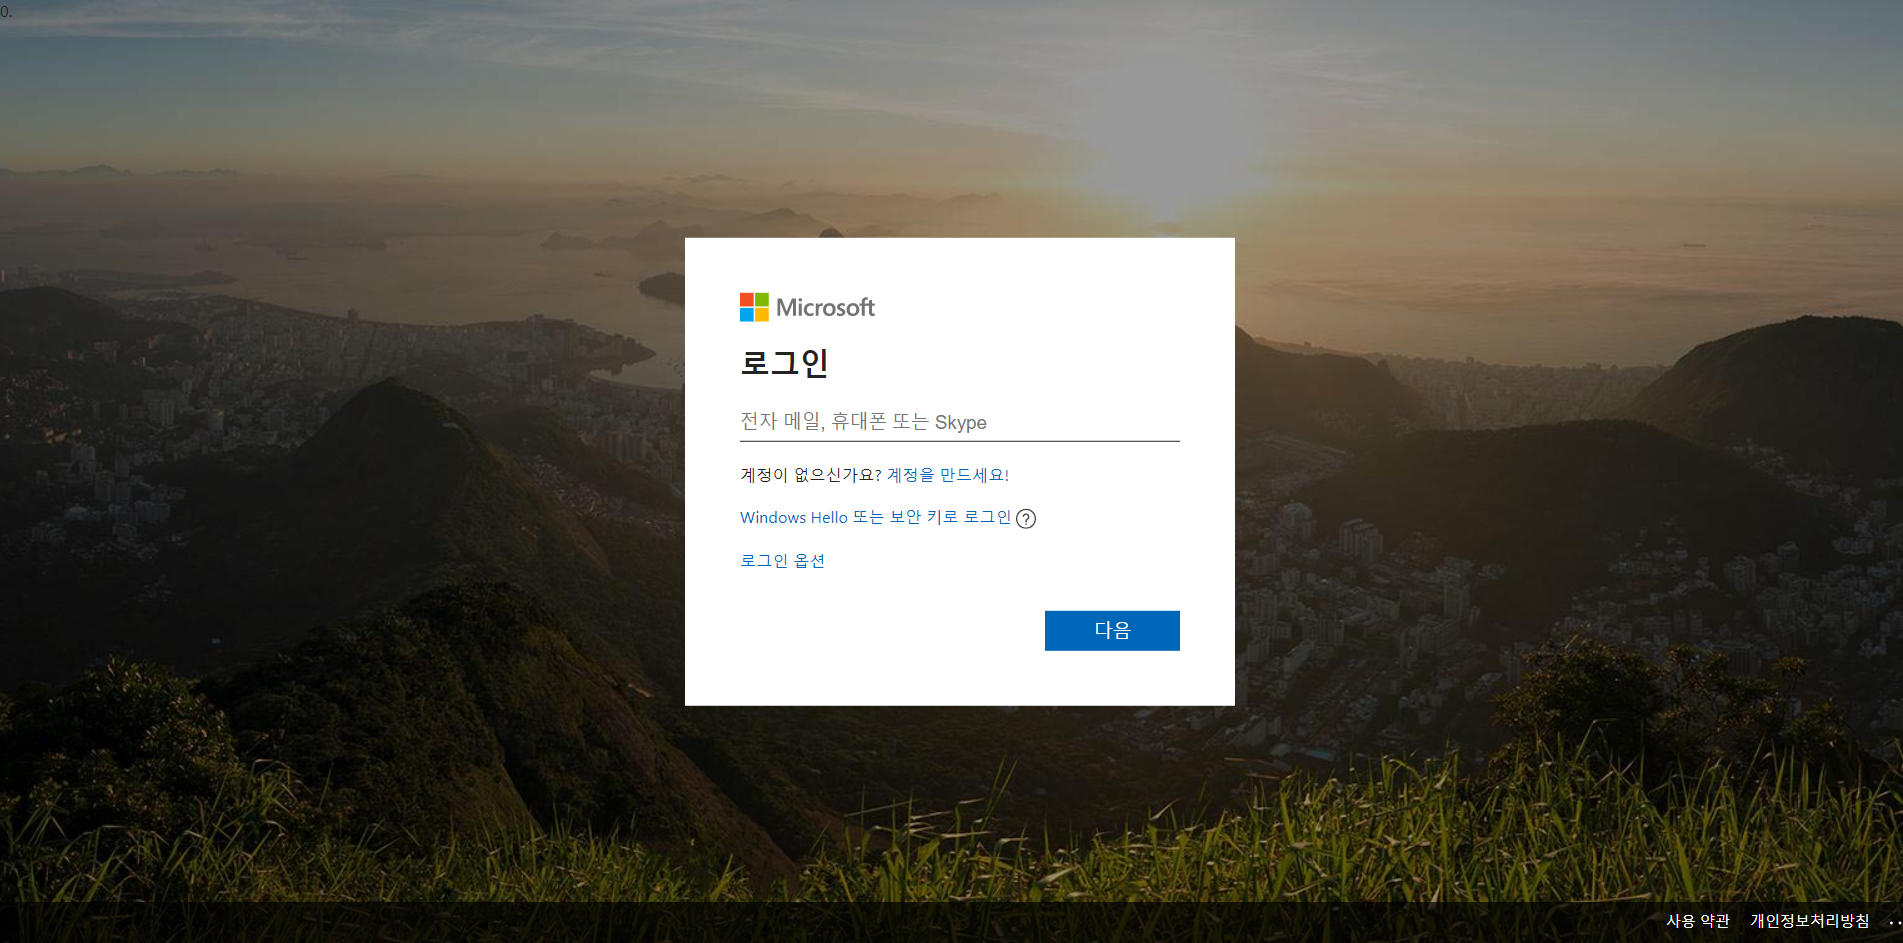 0.
Microsoft
로그인
전자 메일, 휴대폰 또는 Skype
계정이 없으신가요? 계정을 만드세요!
Windows Hello 또는 보안 키로 로그인 ?
로그인 옵션
다음
사용 약관 개인정보처리방침 ..